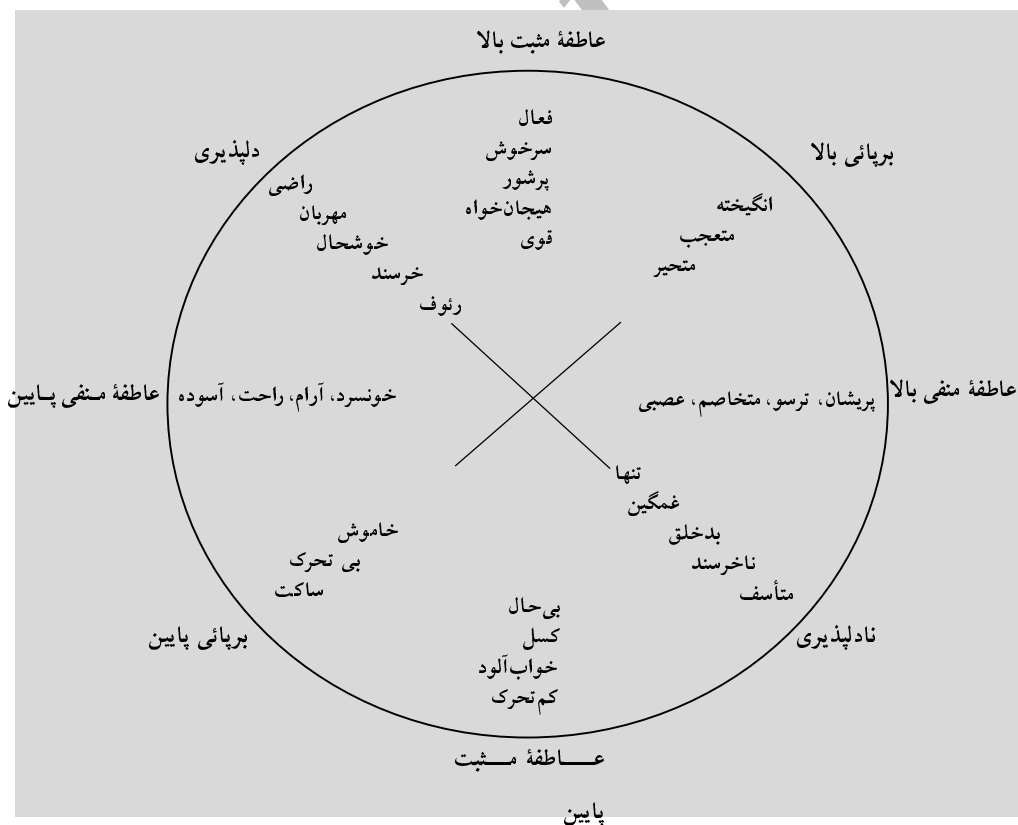 عاطفهٔ مثبت بالا
فعال
سرخوش
پرشور
هیجان‌خواه
قوی
برپائی بالا
انگیخته
متعجب
متحیر
دلپذیری
راضی
مهربان
خوشحال
خرسند
رئوف
عاطفهٔ منفی بالا
پریشان، ترسو، متخاصم، عصبی
خونسرد، آرام، راحت، آسوده
عاطفهٔ منفی پایین
تنها
غمگین
بدخلق
ناخرسند
متأسف
نادلپذیری
خاموش
بی تحرک
ساکت
برپائی پایین
بی‌حال
کسل
خواب‌آلود
کم‌تحرک
عاطفهٔ مثبت
پایین